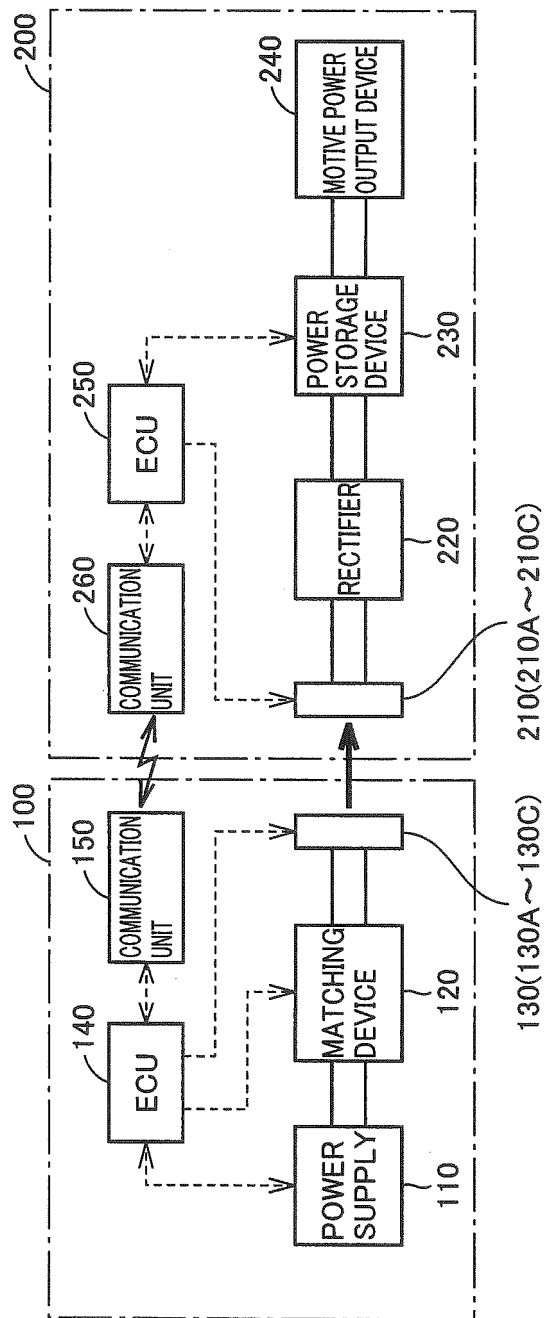 100
200
140
ECU
150
COMMUNICATION
UNIT
260
COMMUNICATION
UNIT
250
ECU
POWER
SUPPLY
110
MATCHING
DEVICE
120
130(130A～130C)
210(210A～210C)
RECTIFIER
220
POWER
STORAGE
DEVICE
230
MOTIVE POWER
OUTPUT DEVICE
240